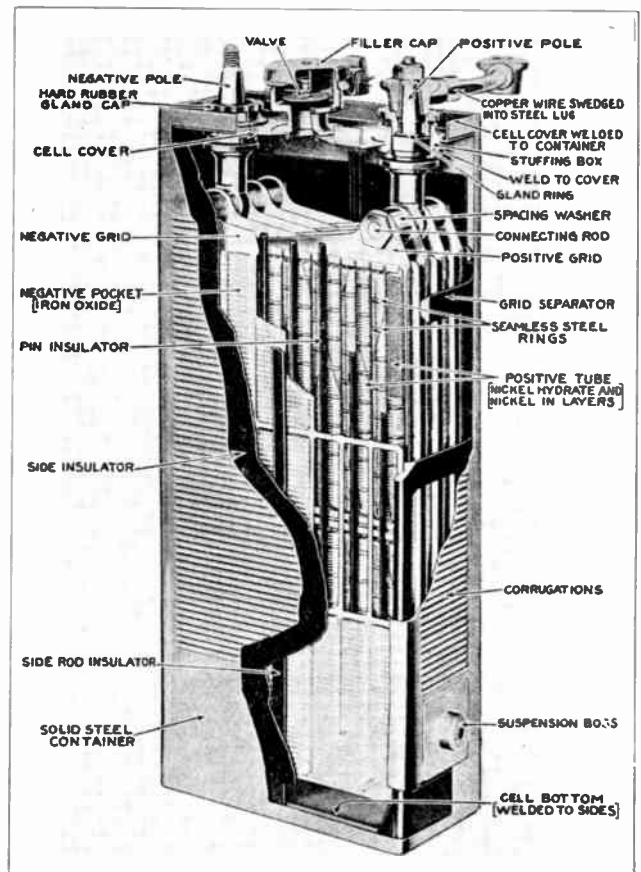 VALVE
FILLER CAP
POSITIVE POLE
NEGATIVE POLE
HARD RUBBER
GLAND CAP
COPPER WIRE SWEDGED
INTO STEEL LUG
CELL COVER WELDED
TO CONTAINER
CELL COVER
STUFFING BOX
WELD TO COVER
GLAND RING
SPACING WASHER
NEGATIVE GRID
CONNECTING ROD
POSITIVE GRID
NEGATIVE POCKET
[IRON OXIDE]
GRID SEPARATOR
SEAMLESS STEEL
RINGS
PIN INSULATOR
POSITIVE TUBE
[NICKEL HYDRATE AND
NICKEL IN LAYERS]
SIDE INSULATOR
CORRUGATIONS
SIDE ROD INSULATOR
SOLID STEEL
CONTAINER
SUSPENSION BOSS
CELL BOTTOM
[WELDED TO SIDES]